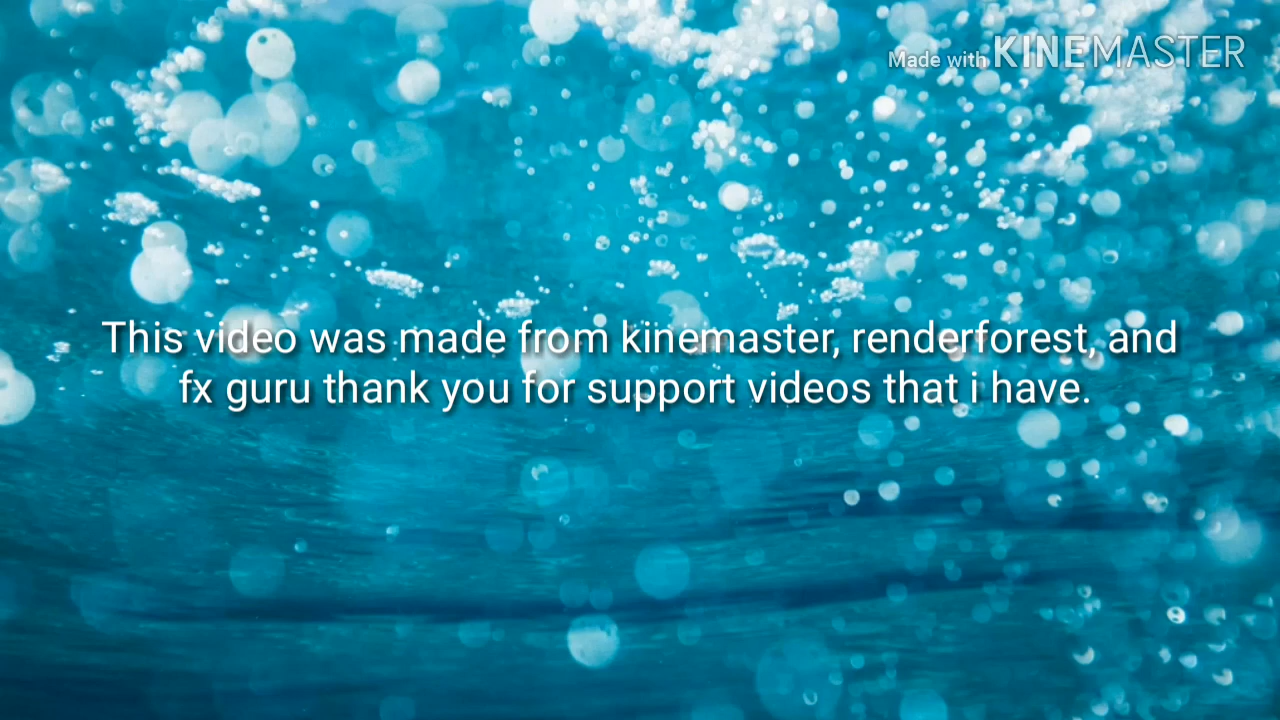 Made with KINEMASTER
This video was made from kinemaster, renderforest, and
fx guru thank you for support videos that i have.